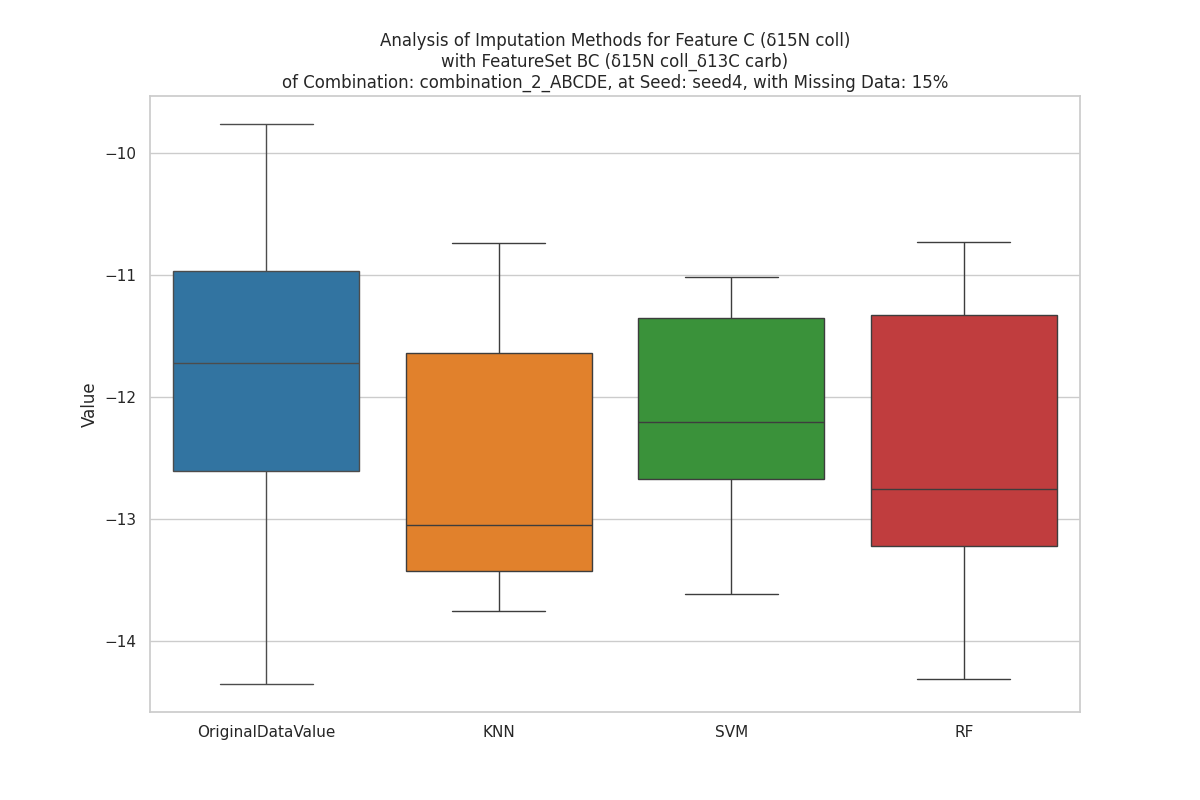 Analysis of Imputation Methods for Feature C (δ15N coll)
with FeatureSet BC (δ15N coll_δ13C carb)
of Combination: combination_2_ABCDE, at Seed: seed4, with Missing Data: 15%
Value
−10
−11
−12
−13
−14
OriginalDataValue
KNN
SVM
RF